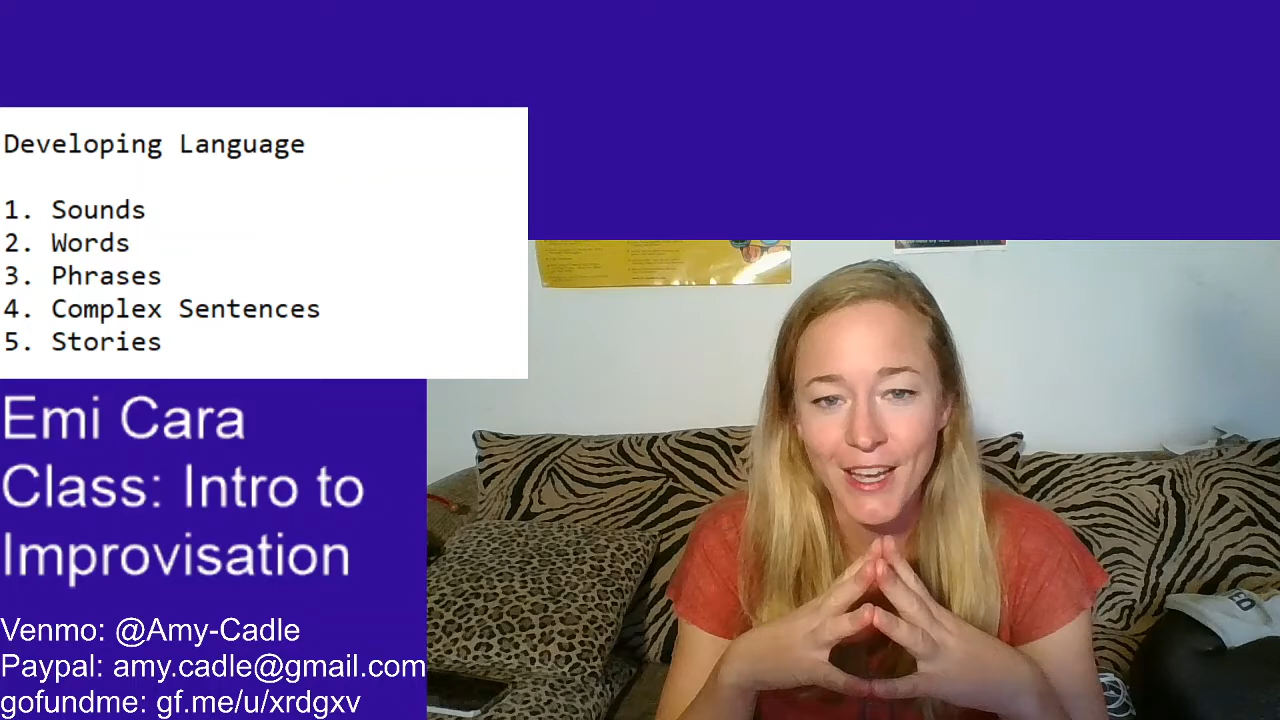 Developing Language
1. Sounds
2. Words
3. Phrases
4. Complex Sentences
5. Stories
Emi Cara
Class: Intro to
Improvisation
Venmo: @Amy-Cadle
Paypal: amy.cadle@gmail.com
gofundme: gf.me/u/xrdgxv